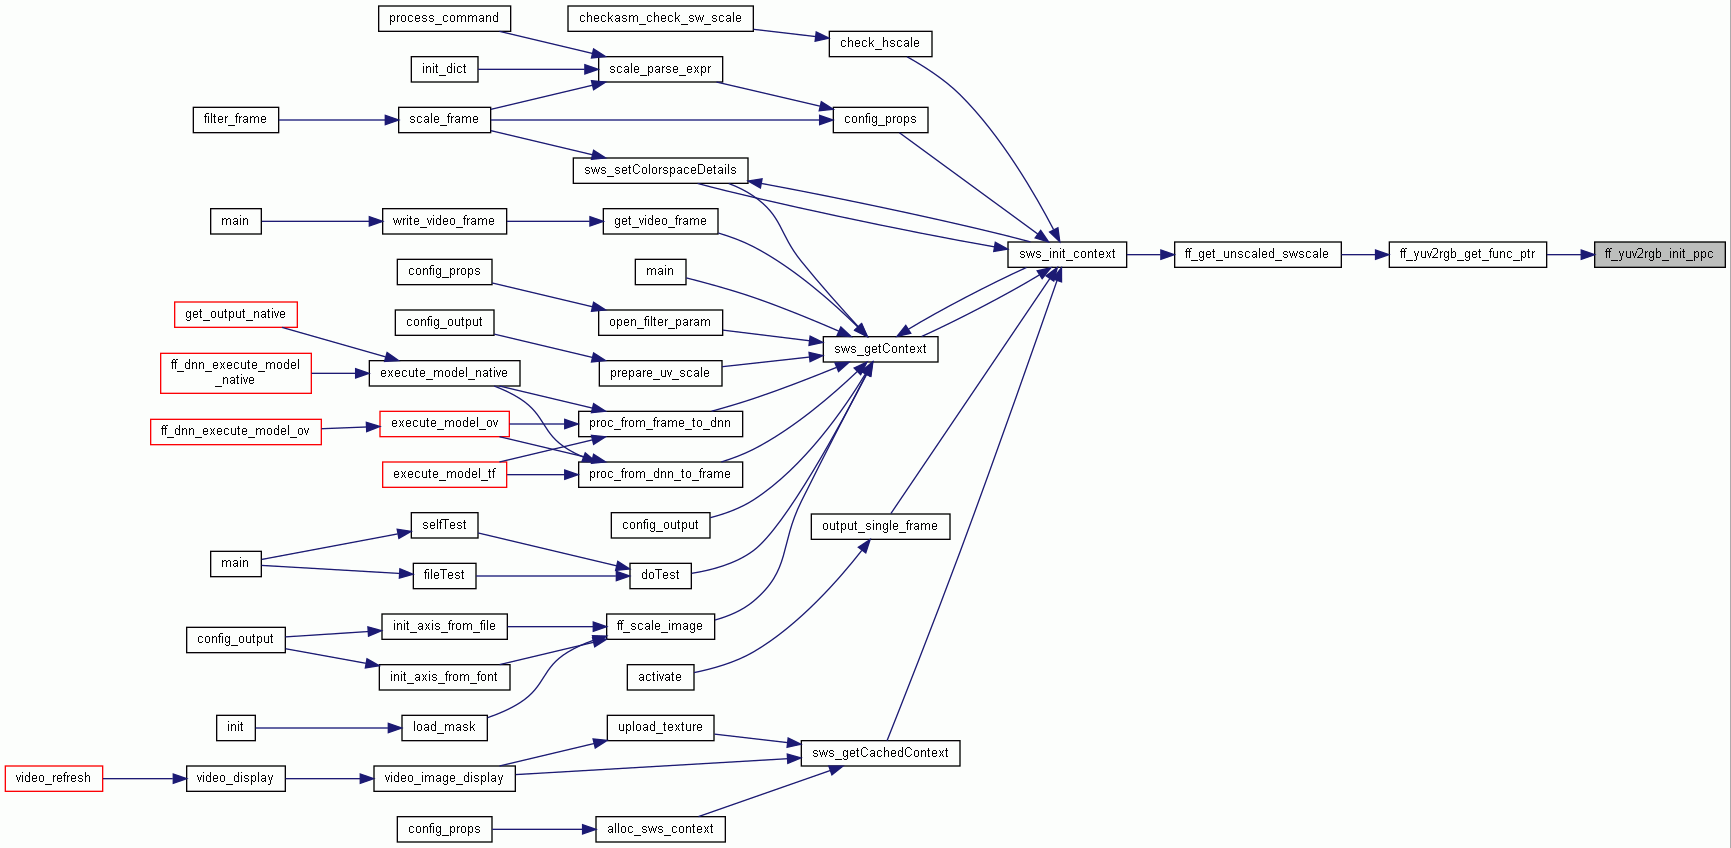 process_command
checkasm_check_sw_scale
check_hscale
init_dict
scale_parse_expr
filter_frame
scale_frame
config_props
sws_setColorspaceDetails
main
write_video_frame
get_video_frame
sws_init_context
ff_get_unscaled_swscale
ff_yuv2rgb_get_func_ptr
ff_yuv2rgb_init_ppc
config_props
main
get_output_native
config_output
open_filter_param
sws_getContext
ff_dnn_execute_model
_native
execute_model_native
prepare_uv_scale
ff_dnn_execute_model_ov
execute_model_ov
proc_from_frame_to_dnn
execute_model_tf
proc_from_dnn_to_frame
selfTest
config_output
output_single_frame
main
fileTest
doTest
config_output
init_axis_from_file
ff_scale_image
init_axis_from_font
activate
init
load_mask
upload_texture
sws_getCachedContext
video_refresh
video_display
video_image_display
config_props
alloc_sws_context